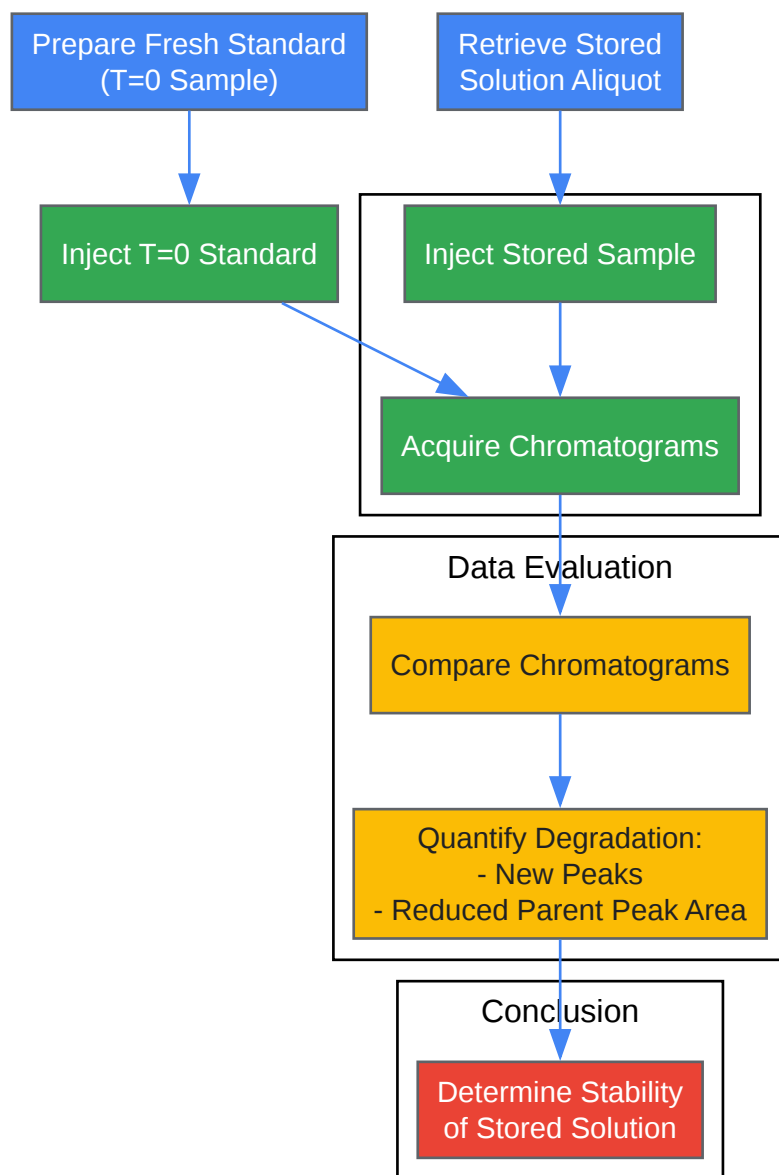 Prepare Fresh Standard
(T=0 Sample)
Retrieve Stored
Solution Aliquot
Inject T=0 Standard
Inject Stored Sample
Acquire Chromatograms
Data Evaluation
Compare Chromatograms
Quantify Degradation:
- New Peaks
- Reduced Parent Peak Area
Conclusion
Determine Stability
of Stored Solution